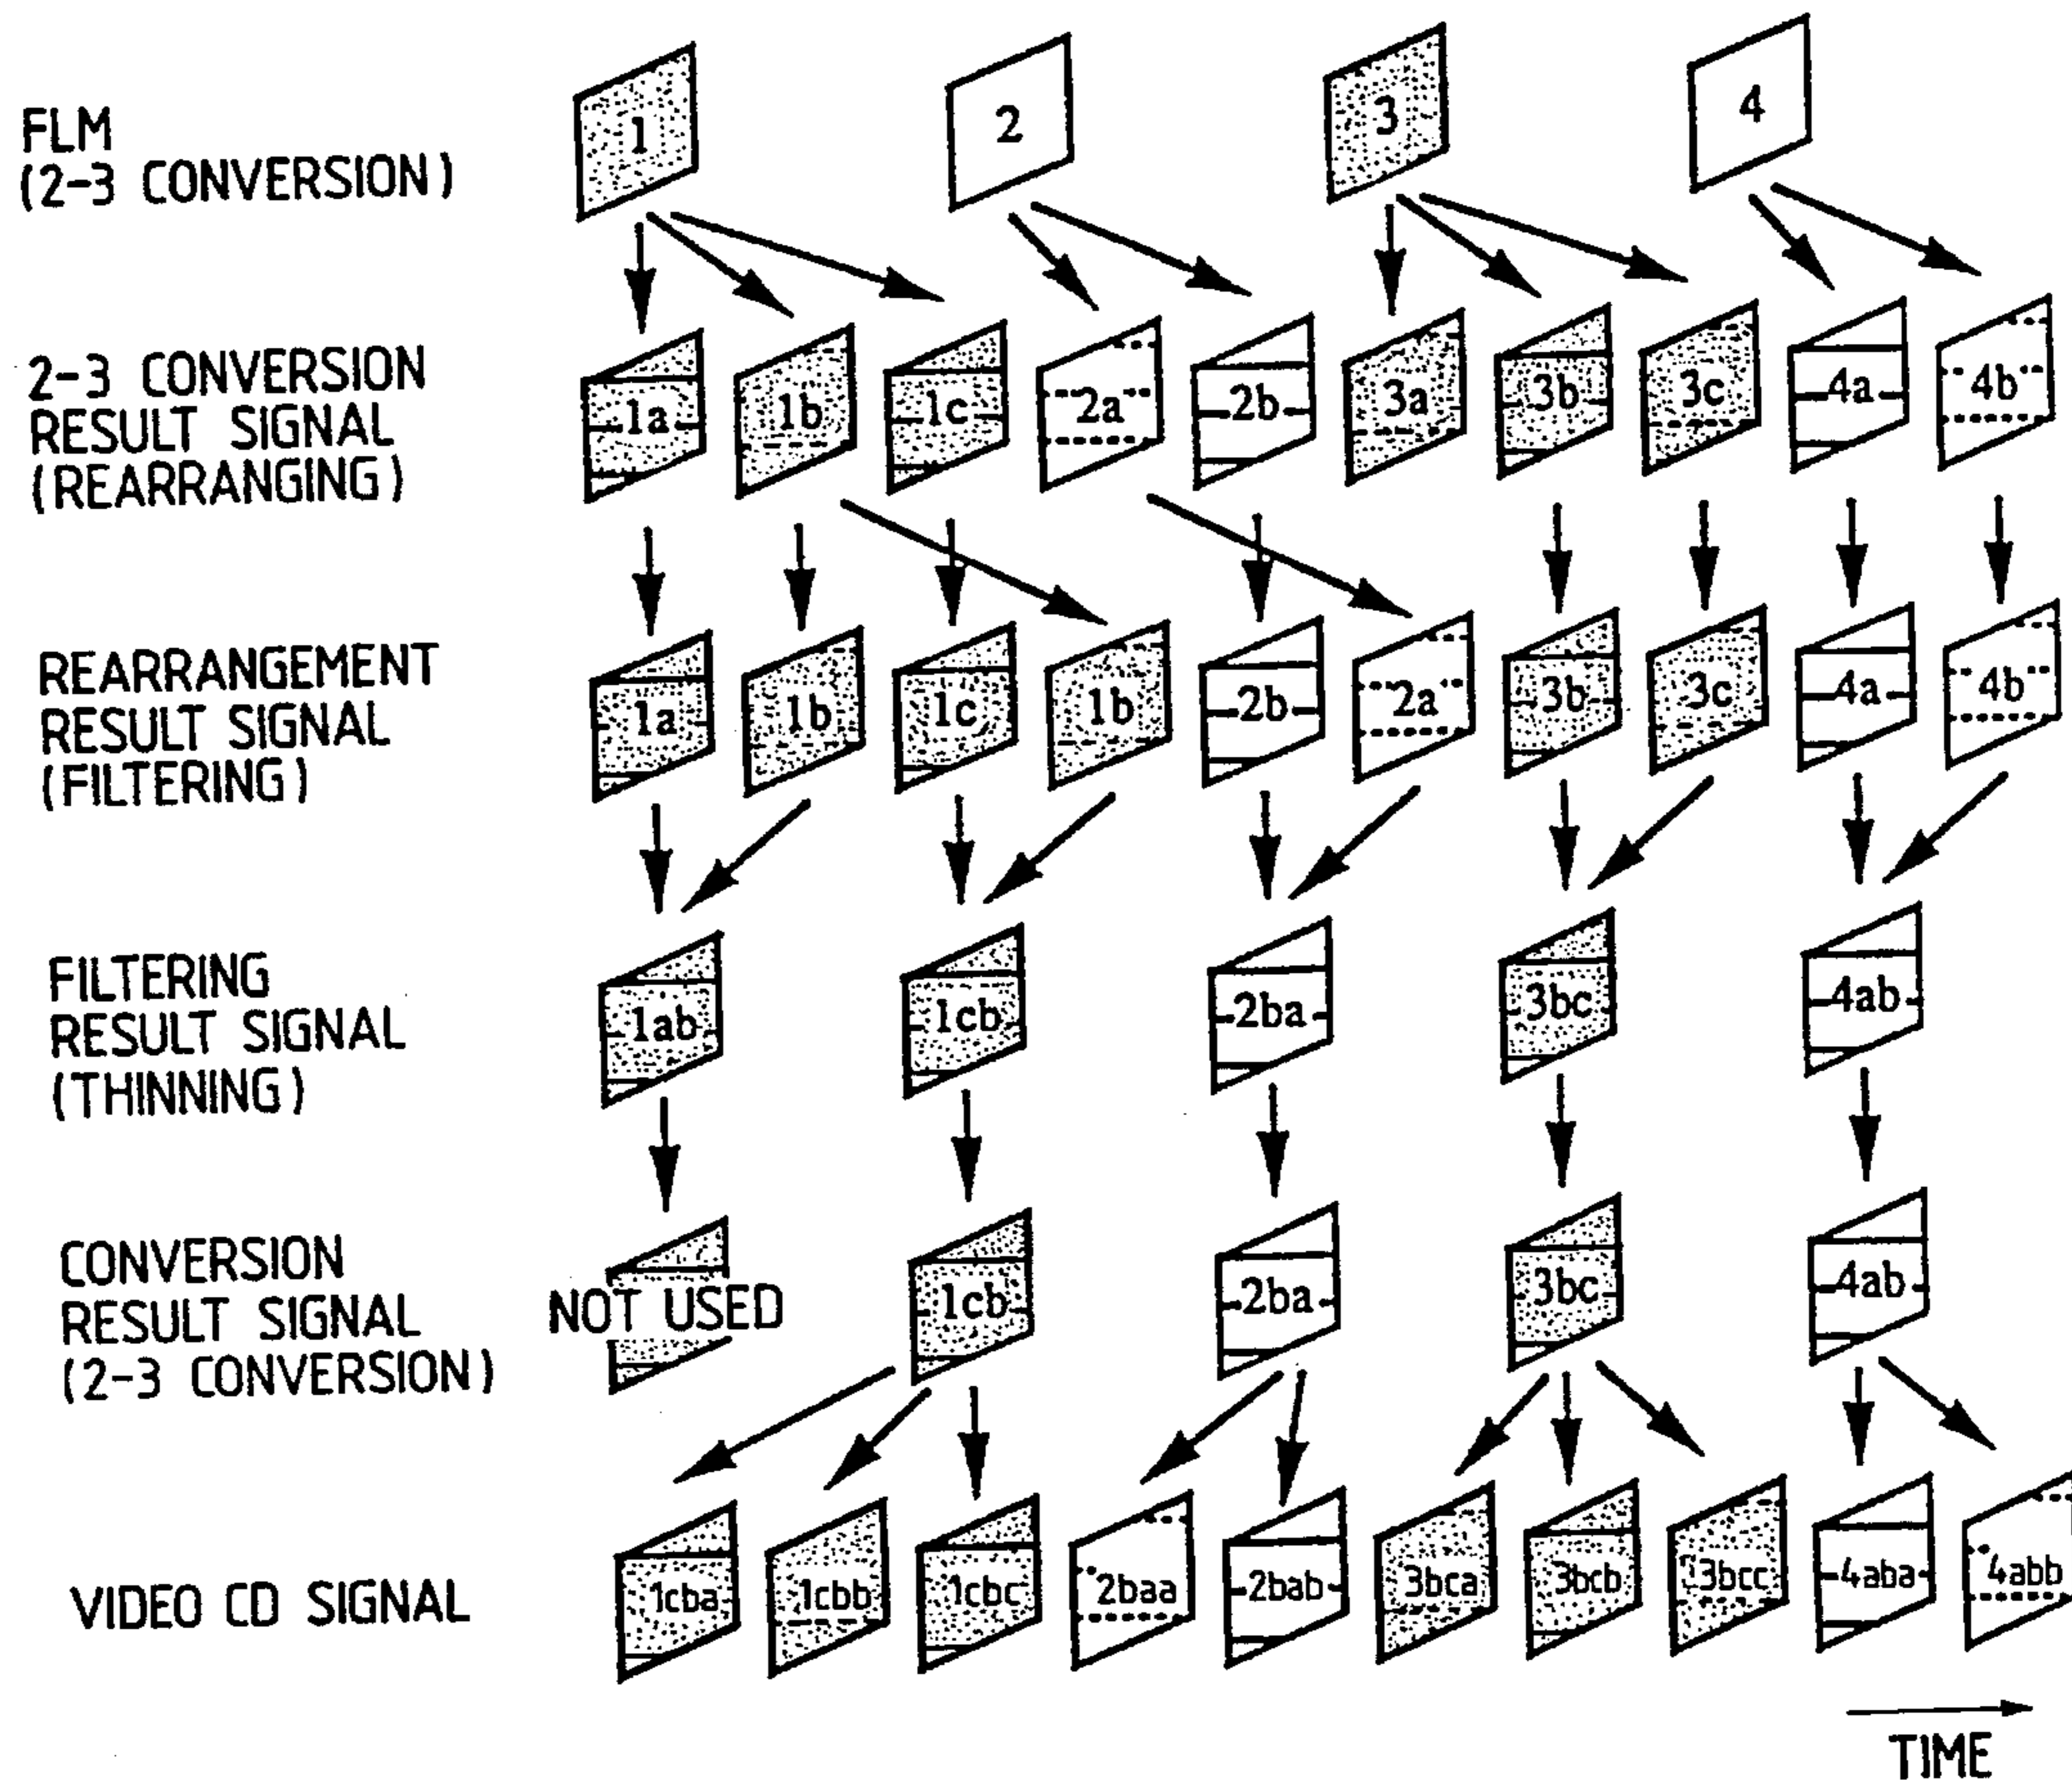 FLM
(2-3 CONVERSION)
1 2 3 4
2-3 CONVERSION
RESULT SIGNAL
(REARRANGING)
1a 1b 1c 2a 2b 3a 3b 3c 4a 4b
REARRANGEMENT
RESULT SIGNAL
(FILTERING)
1a 1b 1c 1b 2b 2a 3b 3c 4a 4b
FILTERING
RESULT SIGNAL
(THINNING)
1ab 1cb 2ba 3bc 4ab
CONVERSION
RESULT SIGNAL
(2-3 CONVERSION)
NOT USED 1cb 2ba 3bc 4ab
VIDEO CD SIGNAL
1cba 1cbb 1cbc 2baa 2bab 3bca 3bcb 3bcc 4aba 4abb
TIME